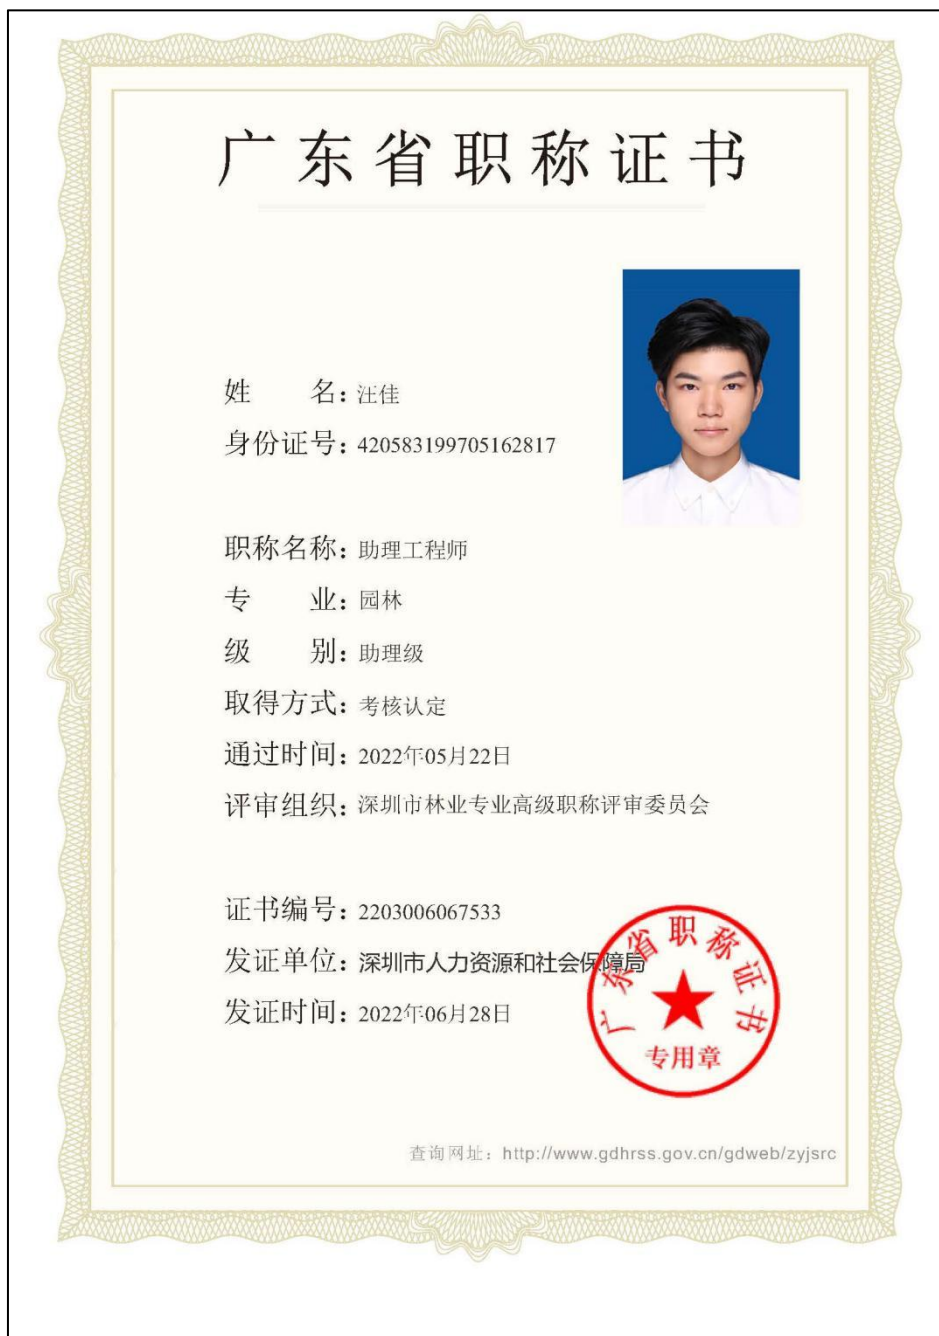 广东省职称证书
姓 名：汪佳
身份证号：420583199705162817
职称名称：助理工程师
专 业：园林
级 别：助理级
取得方式：考核认定
通过时间：2022年05月22日
评审组织：深圳市林业专业高级职称评审委员会
证书编号：2203006067533
发证单位：深圳市人力资源和社会保障局
发证时间：2022年06月28日
广东省职称证书
专用章
查询网址：http://www.gdhrss.gov.cn/gdweb/zyjsrc